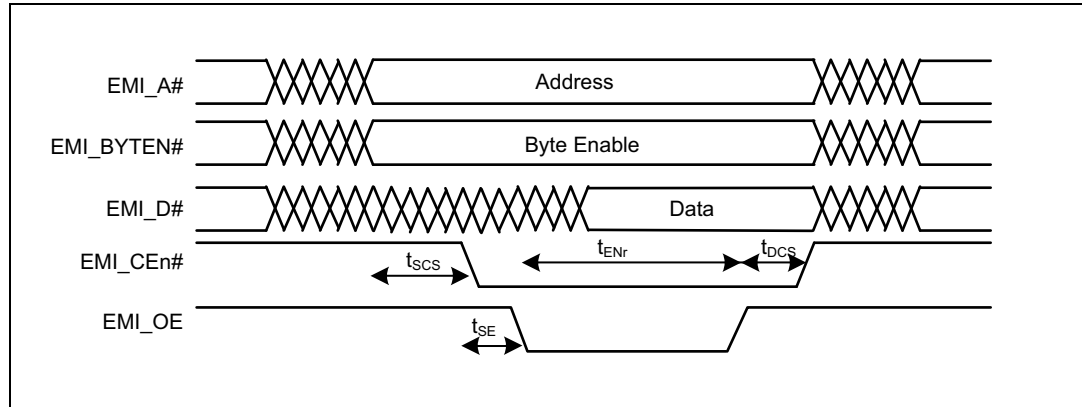 EMI_A#
Address
EMI_BYTEN#
Byte Enable
EMI_D#
Data
EMI_CEn#
tSCS
tENr
tDCS
EMI_OE
tSE